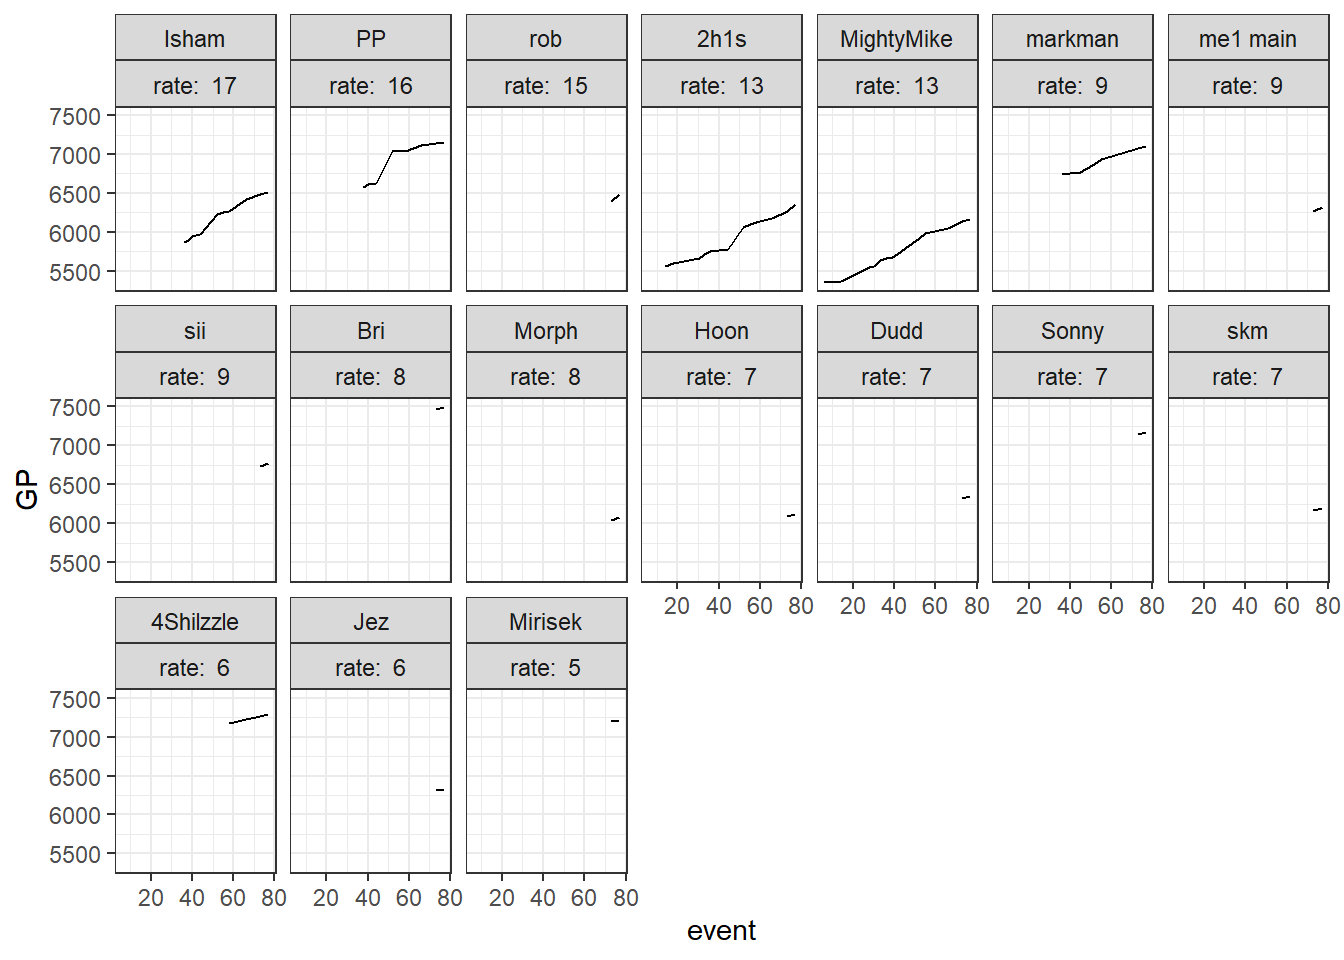 Isham PP rob 2h1s MightyMike markman me1 main
rate: 17 rate: 16 rate: 15 rate: 13 rate: 13 rate: 9 rate: 9
7500
7000
6500
6000
5500
sii Bri Morph Hoon Dudd Sonny skm
rate: 9 rate: 8 rate: 8 rate: 7 rate: 7 rate: 7 rate: 7
7500
7000
6500
6000
5500
20 40 60 80 20 40 60 80 20 40 60 80 20 40 60 80
4Shilzzle Jez Mirisek
rate: 6 rate: 6 rate: 5
7500
7000
6500
6000
5500
20 40 60 80 20 40 60 80 20 40 60 80
GP
event